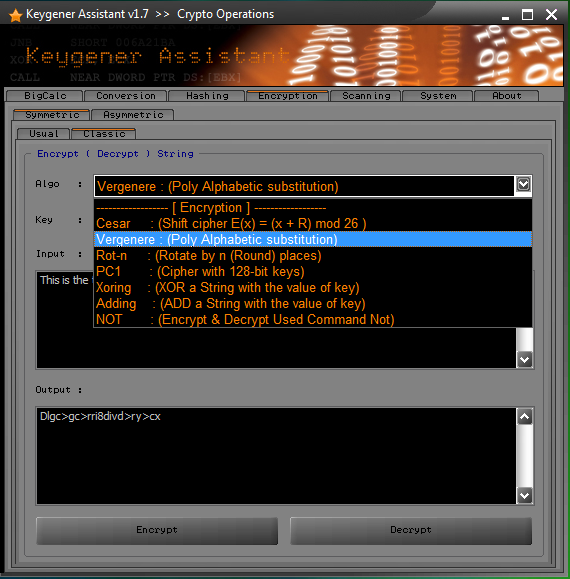 Keygener Assistant v1.7 >> Crypto Operations
JNB SHORT G06A2IRA
Keygener Assistant
CALL NEAR DWORD PTR DS:[EBX]
BigCalc Conversion Hashing Encryption Scanning System About
Symmetric Asymmetric
Usual Classic
Encrypt ( Decrypt ) String
Algo : Vergenere : (Poly Alphabetic substitution)
------------------ [ Encryption ] ------------------
Cesar : (Shift cipher E(x) = (x + R) mod 26 )
Key :
Vergenere : (Poly Alphabetic substitution)
Input :
Rot-n : (Rotate by n (Round) places)
PC1 : (Cipher with 128-bit keys)
This is the
Xoring : (XOR a String with the value of key)
Adding : (ADD a String with the value of key)
NOT : (Encrypt & Decrypt Used Command Not)
Output :
Dlgc>gc>rri8divd>ry>cx
Encrypt Decrypt